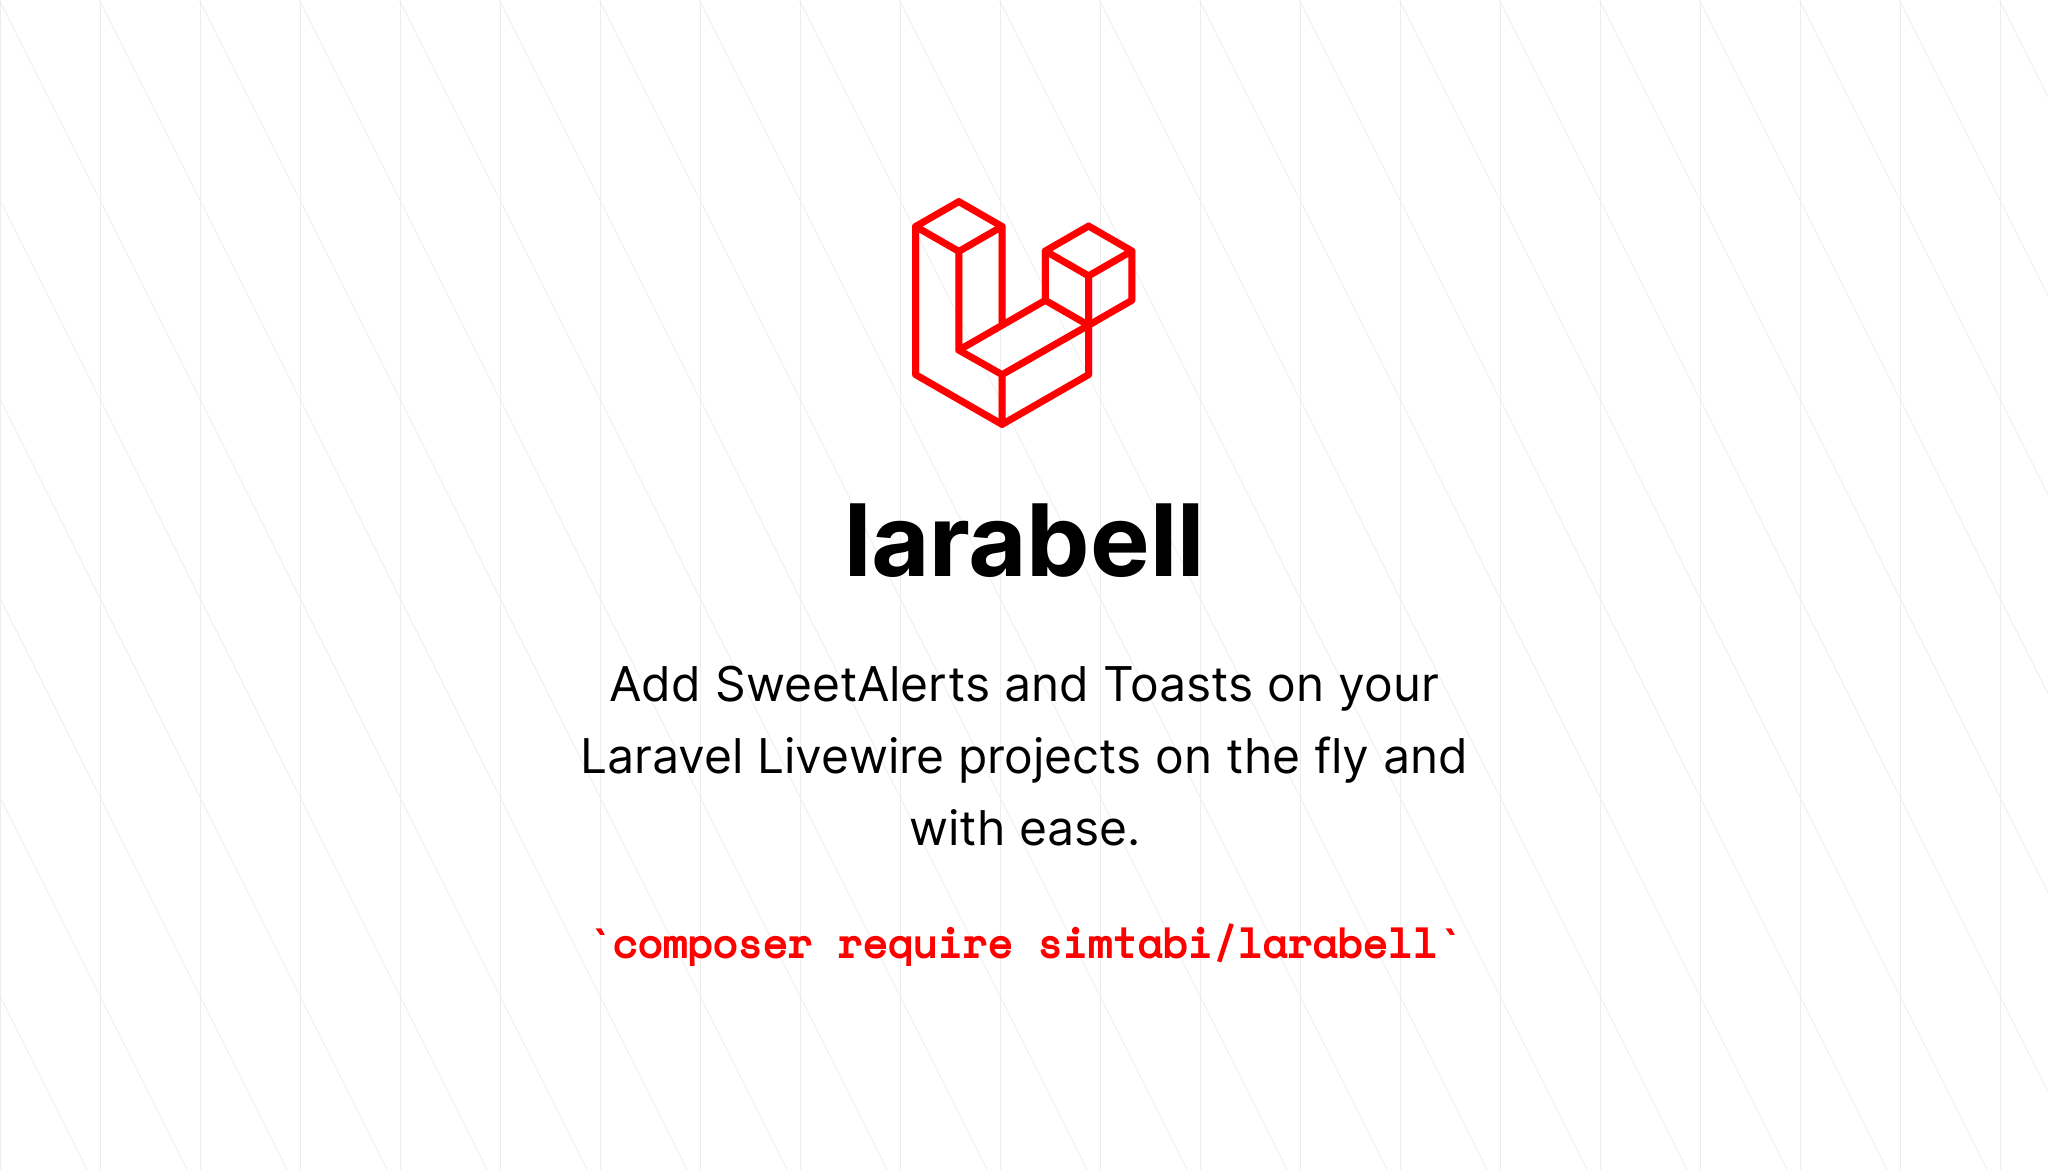 larabell
Add SweetAlerts and Toasts on your
Laravel Livewire projects on the fly and
with ease.
`composer require simtabi/larabell`